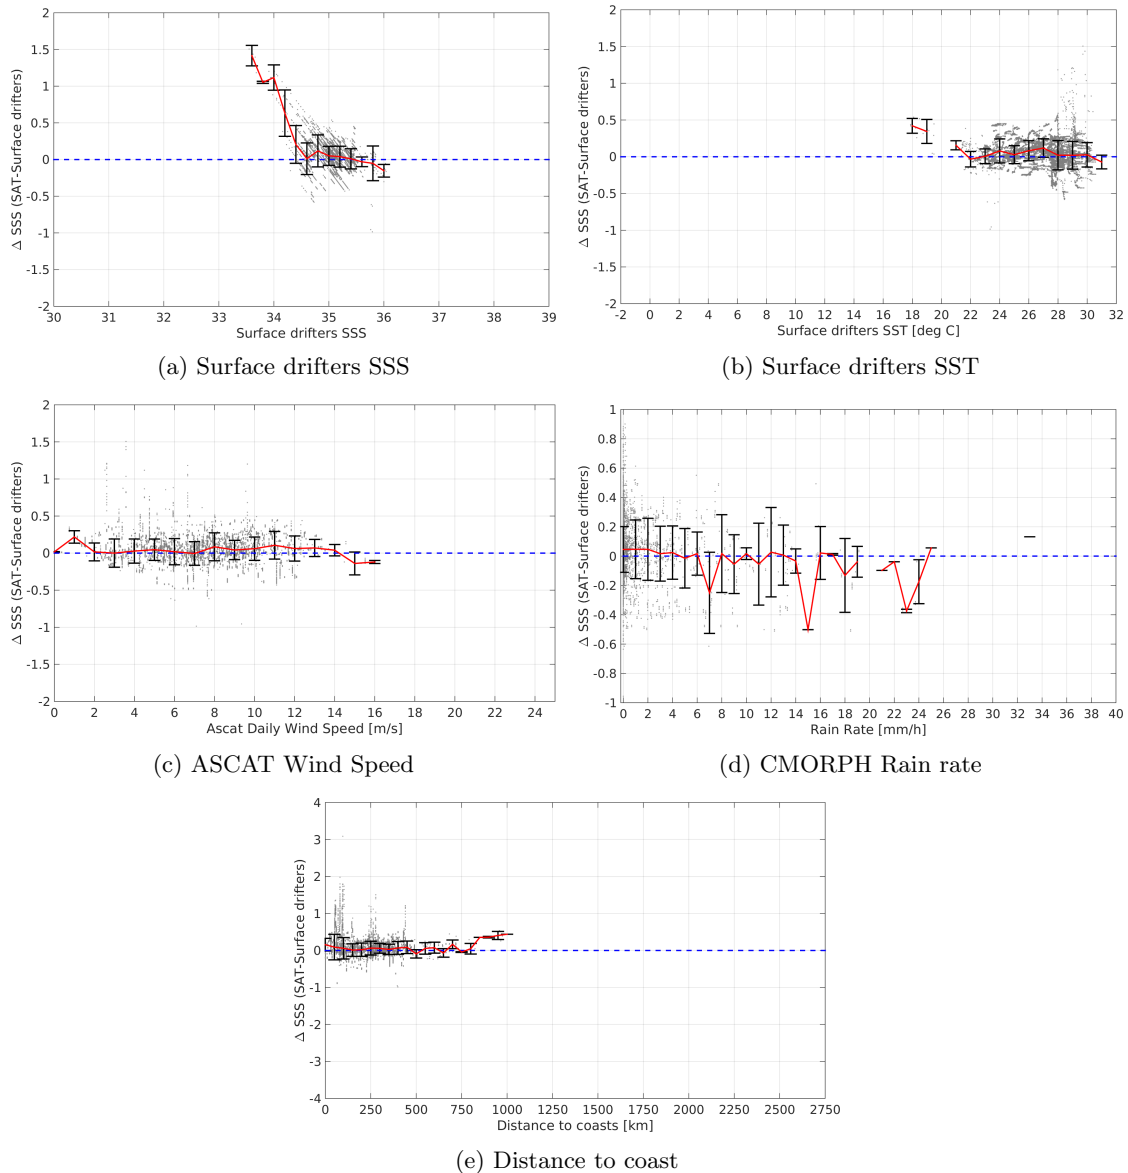 2
1.5
1
0.5
0
-0.5
-1
-1.5
-2
Δ SSS (SAT-Surface drifters)
30 31 32 33 34 35 36 37 38 39
Surface drifters SSS
(a) Surface drifters SSS
2
1.5
1
0.5
0
-0.5
-1
-1.5
-2
Δ SSS (SAT-Surface drifters)
-2 0 2 4 6 8 10 12 14 16 18 20 22 24 26 28 30 32
Surface drifters SST [deg C]
(b) Surface drifters SST
2
1.5
1
0.5
0
-0.5
-1
-1.5
-2
Δ SSS (SAT-Surface drifters)
0 2 4 6 8 10 12 14 16 18 20 22 24
Ascat Daily Wind Speed [m/s]
(c) ASCAT Wind Speed
1
0.8
0.6
0.4
0.2
0
-0.2
-0.4
-0.6
-0.8
-1
Δ SSS (SAT-Surface drifters)
0 2 4 6 8 10 12 14 16 18 20 22 24 26 28 30 32 34 36 38 40
Rain Rate [mm/h]
(d) CMORPH Rain rate
4
3
2
1
0
-1
-2
-3
-4
Δ SSS (SAT-Surface drifters)
0 250 500 750 1000 1250 1500 1750 2000 2250 2500 2750
Distance to coasts [km]
(e) Distance to coast